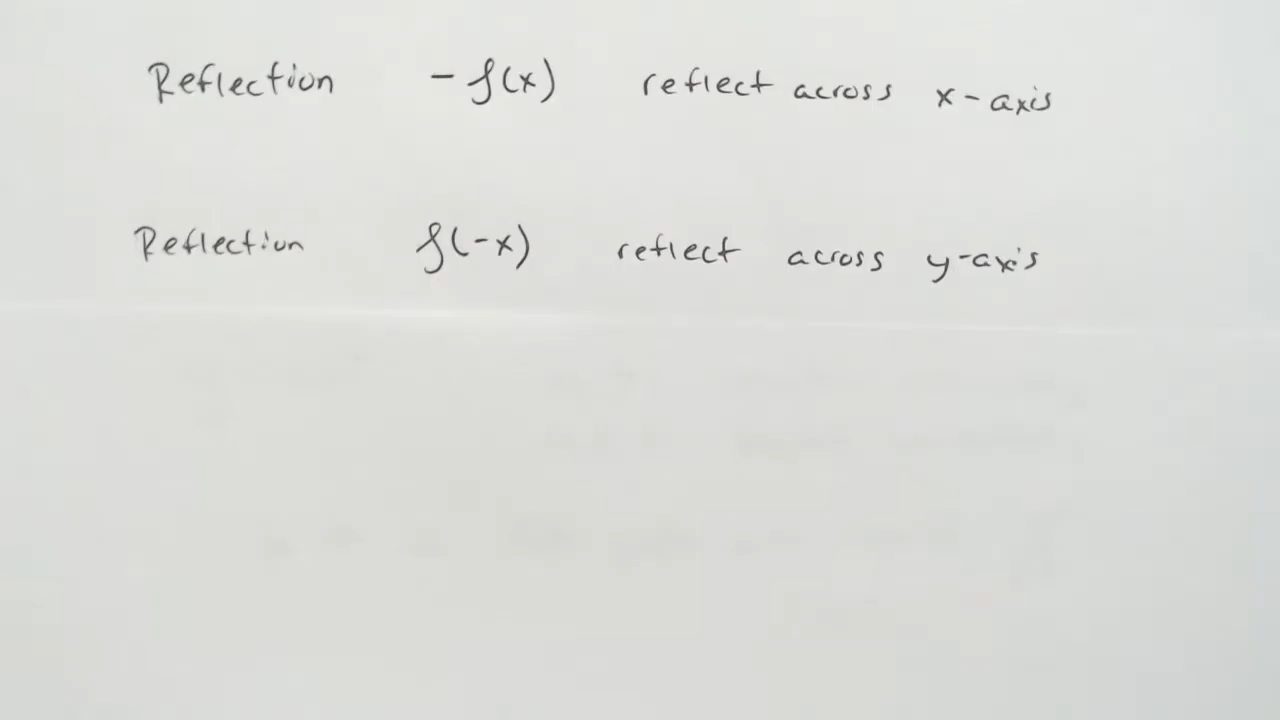 Reflection -f(x) reflect across x-axis
Reflection f(-x) reflect across y-axis